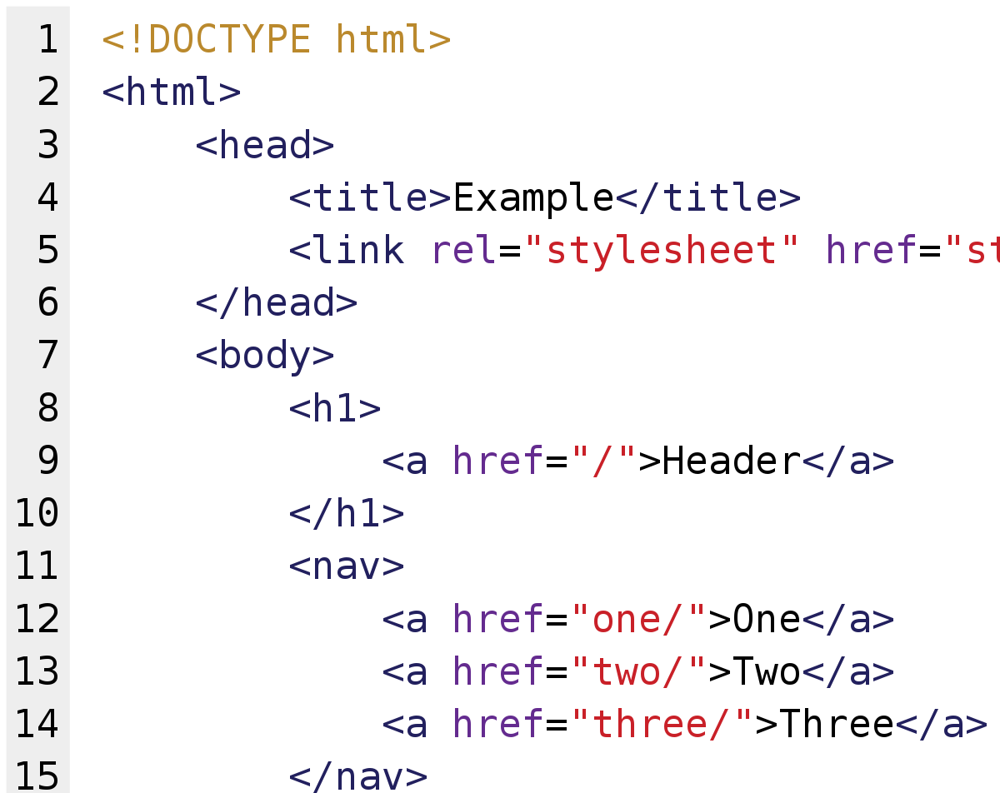 1 <!DOCTYPE html>
2 <html>
3     <head>
4         <title>Example</title>
5         <link rel="stylesheet" href="st
6     </head>
7     <body>
8         <h1>
9             <a href="/">Header</a>
10         </h1>
11         <nav>
12             <a href="one/">One</a>
13             <a href="two/">Two</a>
14             <a href="three/">Three</a>
15         </nav>